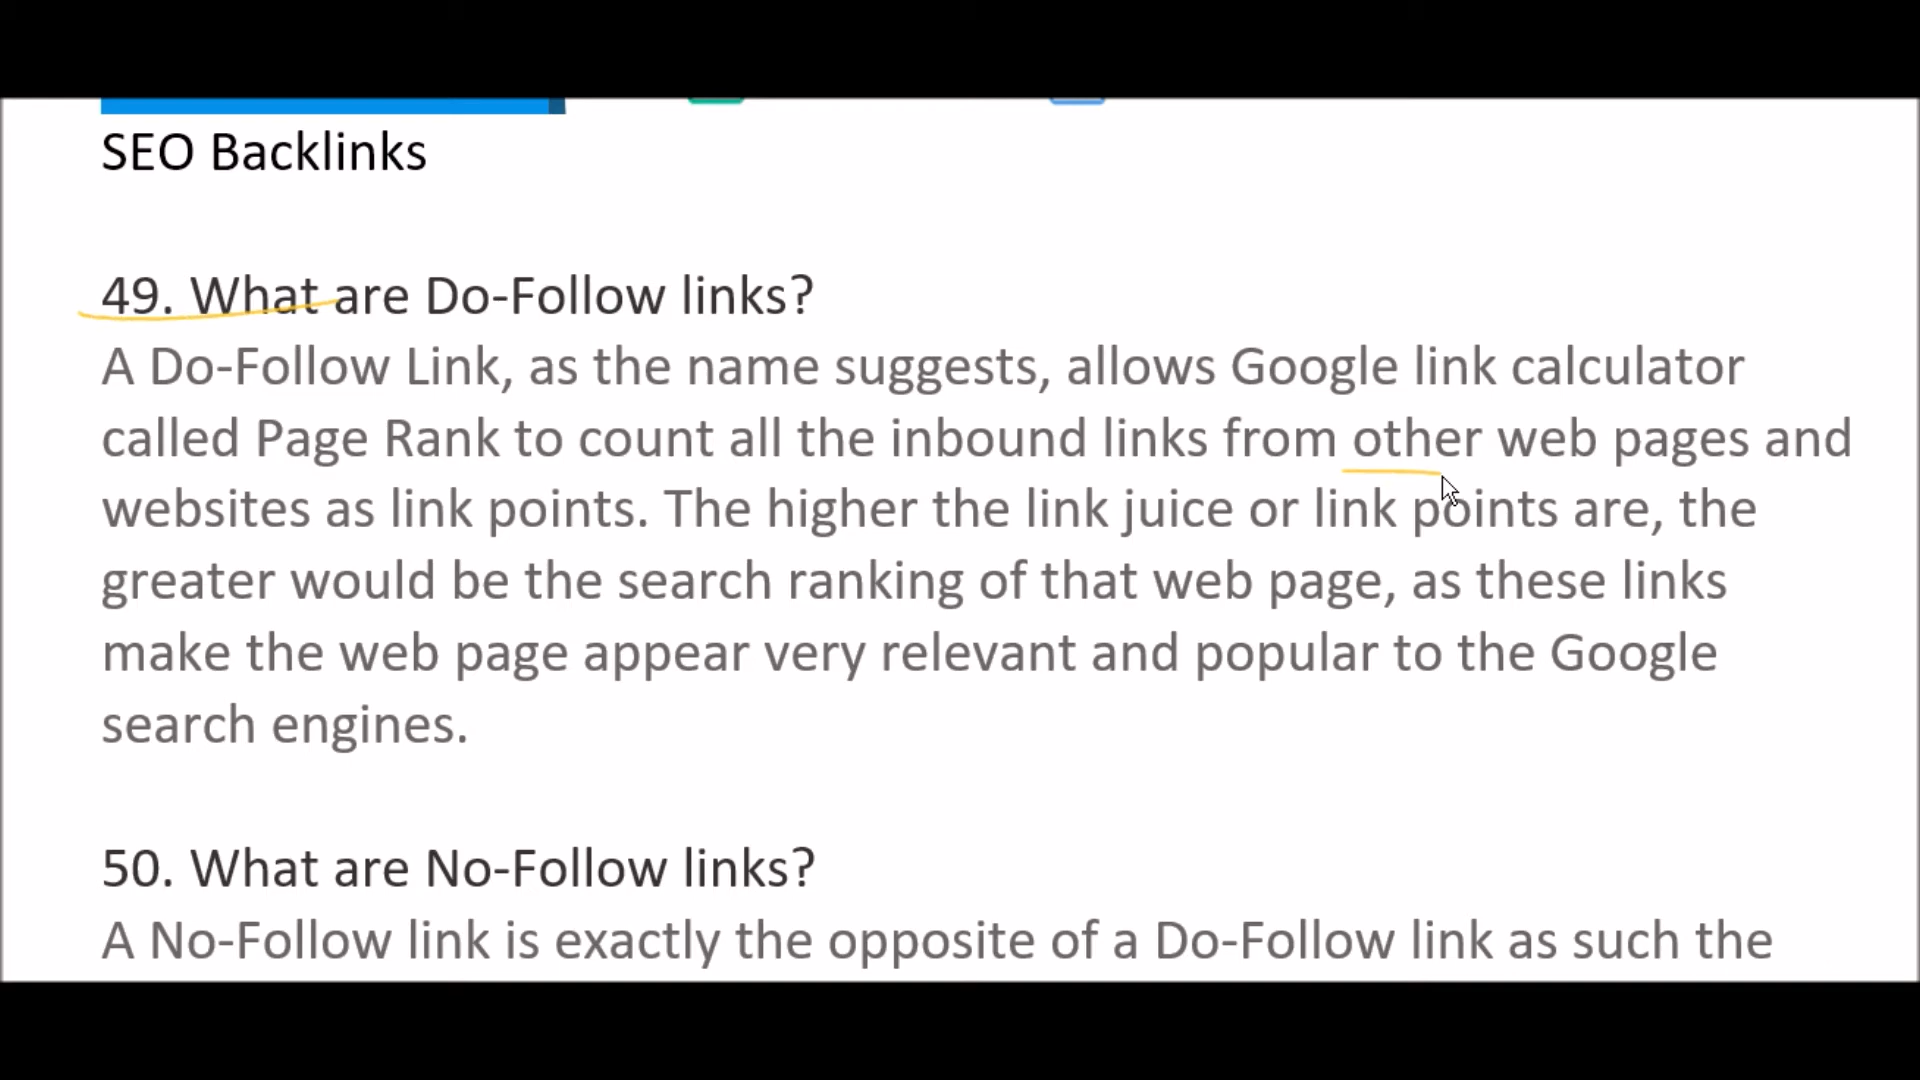 SEO Backlinks
49. What are Do-Follow links?
A Do-Follow Link, as the name suggests, allows Google link calculator
called Page Rank to count all the inbound links from other web pages and
websites as link points. The higher the link juice or link points are, the
greater would be the search ranking of that web page, as these links
make the web page appear very relevant and popular to the Google
search engines.
50. What are No-Follow links?
A No-Follow link is exactly the opposite of a Do-Follow link as such the